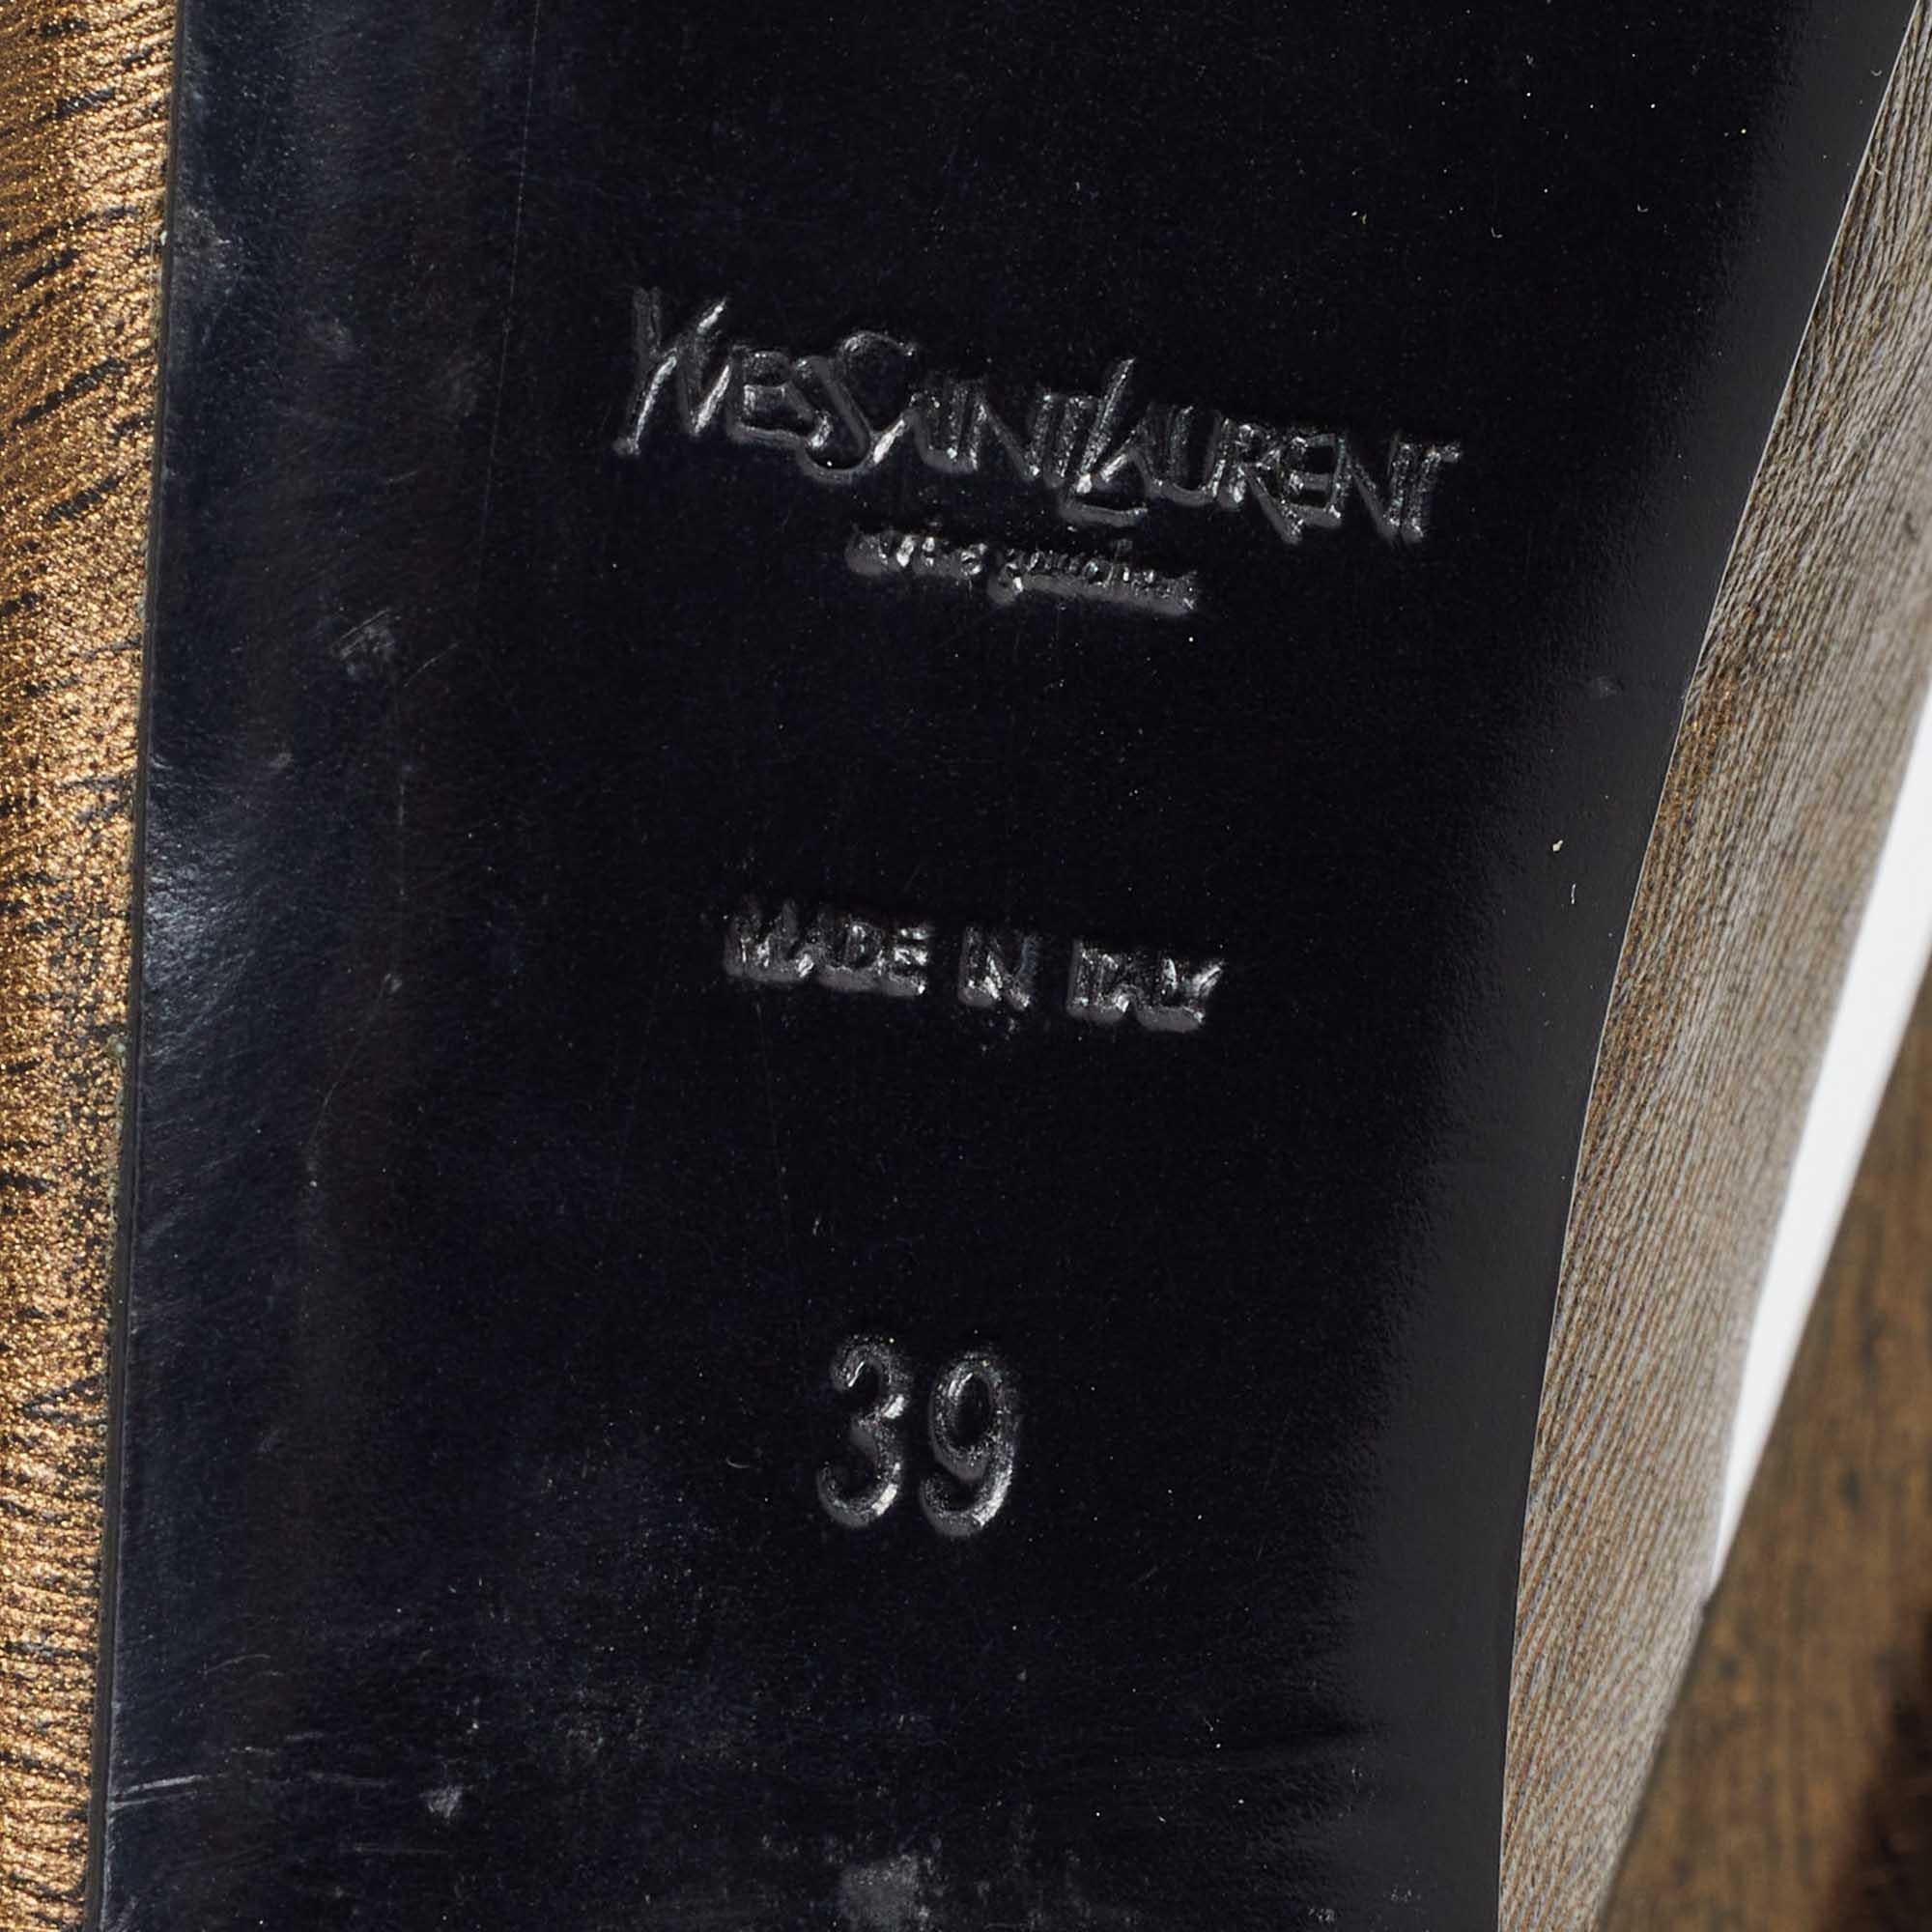 YVESSAINTLAURENT
rive gauche
MADE IN ITALY
39